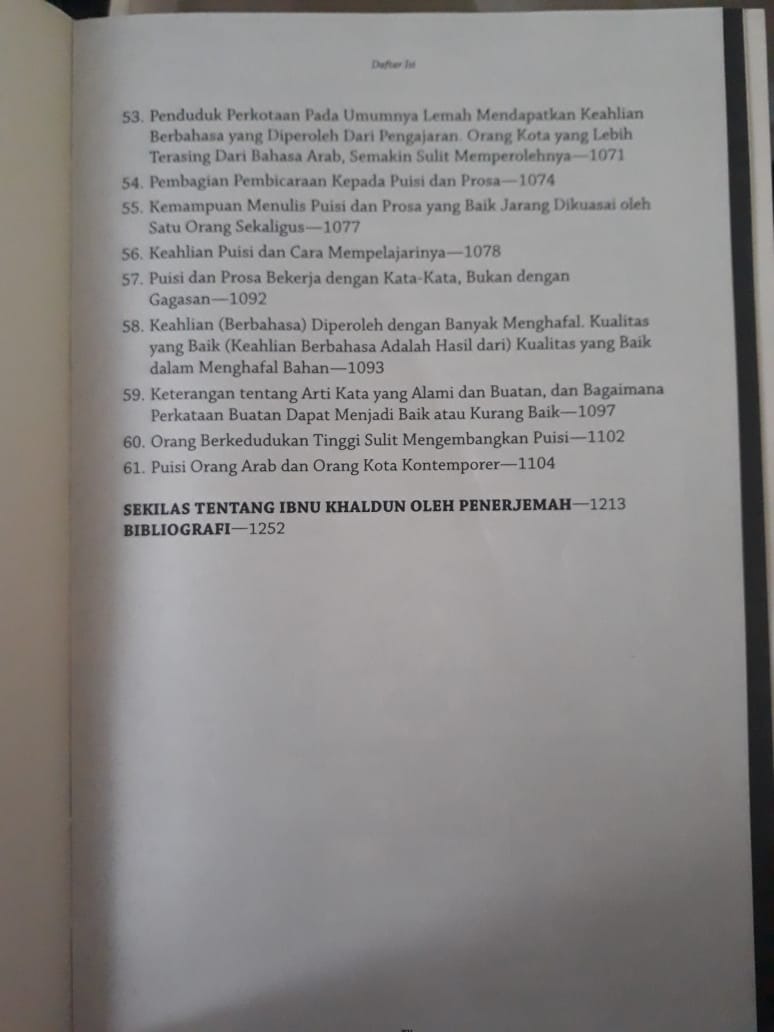 Daftar Isi
53. Penduduk Perkotaan Pada Umumnya Lemah Mendapatkan Keahlian
Berbahasa yang Diperoleh Dari Pengajaran. Orang Kota yang Lebih
Terasing Dari Bahasa Arab, Semakin Sulit Memperolehnya—1071
54. Pembagian Pembicaraan Kepada Puisi dan Prosa—1074
55. Kemampuan Menulis Puisi dan Prosa yang Baik Jarang Dikuasai oleh
Satu Orang Sekaligus—1077
56. Keahlian Puisi dan Cara Mempelajarinya—1078
57. Puisi dan Prosa Bekerja dengan Kata-Kata, Bukan dengan
Gagasan—1092
58. Keahlian (Berbahasa) Diperoleh dengan Banyak Menghafal. Kualitas
yang Baik (Keahlian Berbahasa Adalah Hasil dari) Kualitas yang Baik
dalam Menghafal Bahan—1093
59. Keterangan tentang Arti Kata yang Alami dan Buatan, dan Bagaimana
Perkataan Buatan Dapat Menjadi Baik atau Kurang Baik—1097
60. Orang Berkedudukan Tinggi Sulit Mengembangkan Puisi—1102
61. Puisi Orang Arab dan Orang Kota Kontemporer—1104
SEKILAS TENTANG IBNU KHALDUN OLEH PENERJEMAH—1213
BIBLIOGRAFI—1252